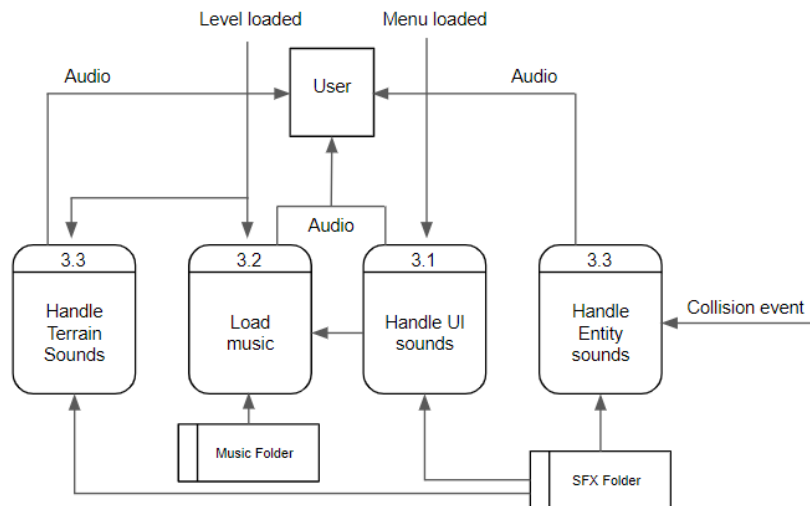 Level loaded
Menu loaded
Audio
User
Audio
Audio
3.3
Handle
Terrain
Sounds
3.2
Load
music
3.1
Handle UI
sounds
3.3
Handle
Entity
sounds
Collision event
Music Folder
SFX Folder